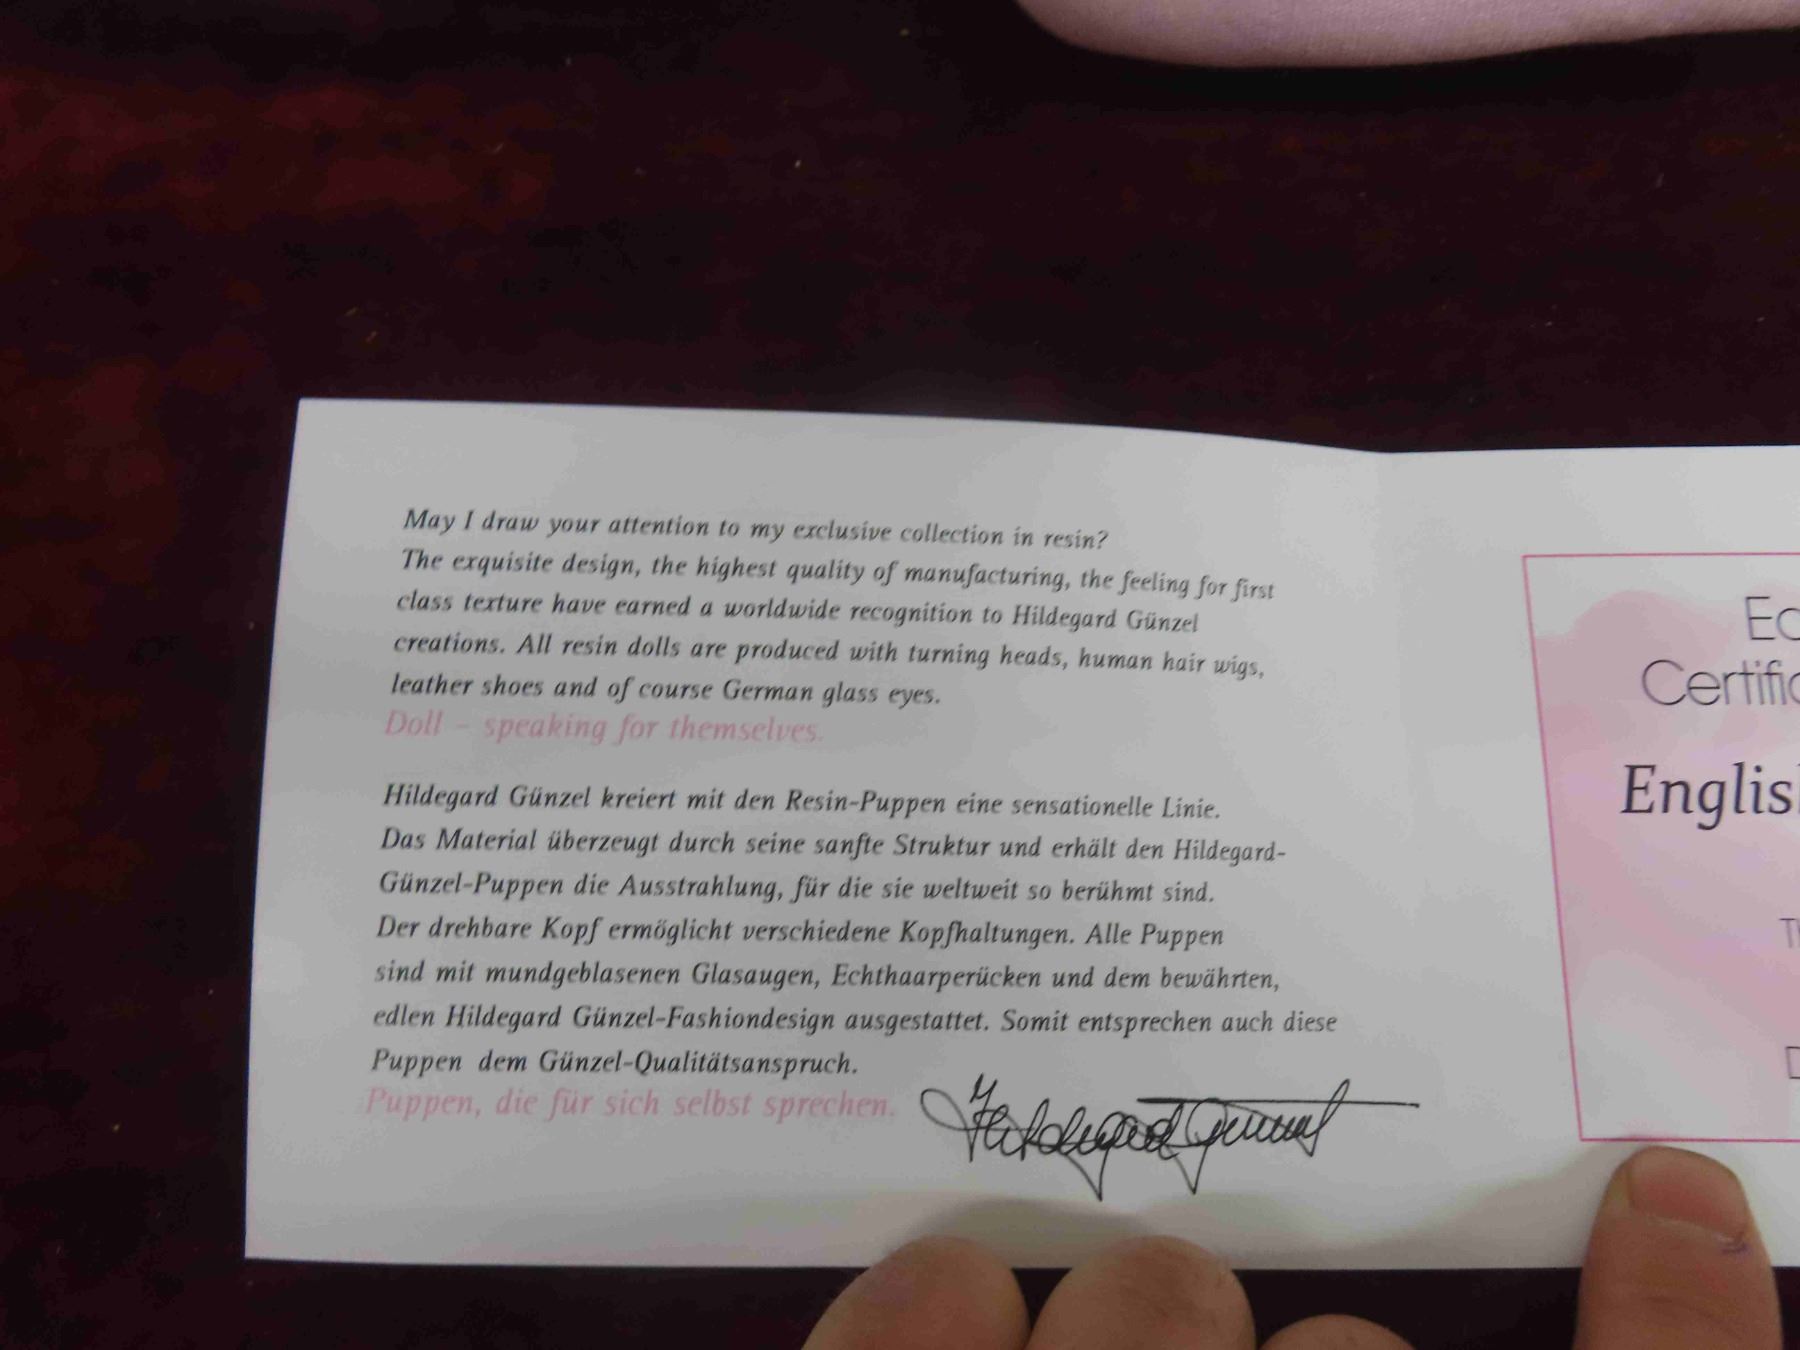 May I draw your attention to my exclusive collection in resin?
The exquisite design, the highest quality of manufacturing, the feeling for first
class texture have earned a worldwide recognition to Hildegard Günzel
creations. All resin dolls are produced with turning heads, human hair wigs,
leather shoes and of course German glass eyes.
Doll – speaking for themselves.
Hildegard Günzel kreiert mit den Resin-Puppen eine sensationelle Linie.
Das Material überzeugt durch seine sanfte Struktur und erhält den Hildegard-
Günzel-Puppen die Ausstrahlung, für die sie weltweit so berühmt sind.
Der drehbare Kopf ermöglicht verschiedene Kopfhaltungen. Alle Puppen
sind mit mundgeblasenen Glasaugen, Echthaarperücken und dem bewährten,
edlen Hildegard Günzel-Fashiondesign ausgestattet. Somit entsprechen auch diese
Puppen dem Günzel-Qualitätsanspruch.
Puppen, die für sich selbst sprechen.
Hildegard Günzel